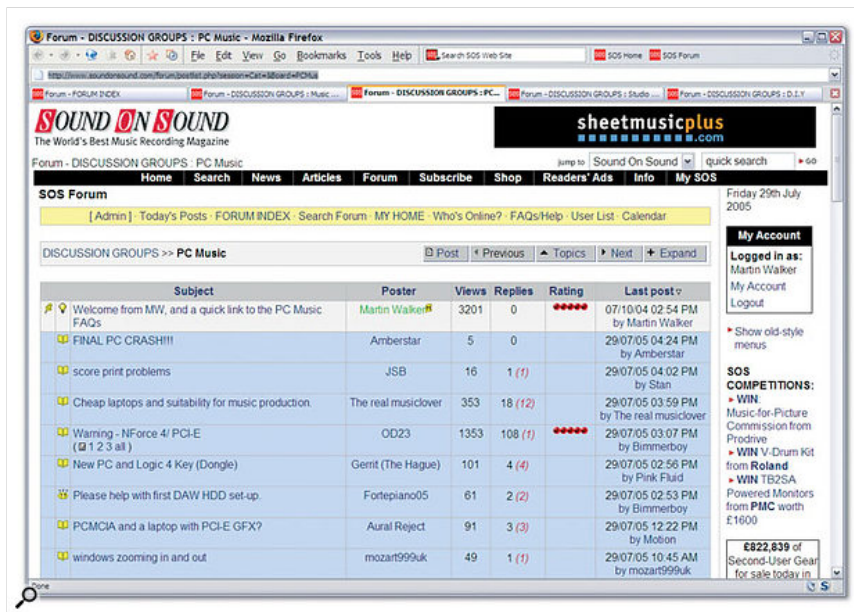 Forum - DISCUSSION GROUPS : PC Music - Mozilla Firefox
File Edit View Go Bookmarks Tools Help Search SOS Web Site SOS Home SOS Forum
Forum - FORUM INDEX Forum - DISCUSSION GROUPS : Music ... Forum - DISCUSSION GROUPS : PC... Forum - DISCUSSION GROUPS : Studio ... Forum - DISCUSSION GROUPS : D.I.Y
SOUND ON SOUND
The World's Best Music Recording Magazine
sheetmusicplus
.com
Forum - DISCUSSION GROUPS : PC Music
jump to Sound On Sound quick search GO
Home Search News Articles Forum Subscribe Shop Readers' Ads Info My SOS
SOS Forum
[ Admin ] · Today's Posts · FORUM INDEX · Search Forum · MY HOME · Who's Online? · FAQs/Help · User List · Calendar
DISCUSSION GROUPS >> PC Music
Post Previous Topics Next Expand
Subject Poster Views Replies Rating Last post
Welcome from MW, and a quick link to the PC Music Martin Walker 3201 0 07/10/04 02:54 PM
FAQs by Martin Walker
FINAL PC CRASH!!! Amberstar 5 0 29/07/05 04:24 PM
by Amberstar
score print problems JSB 16 1 (1) 29/07/05 04:02 PM
by Stan
Cheap laptops and suitability for music production. The real musiclover 353 18 (12) 29/07/05 03:59 PM
by The real musiclover
Warning - NForce 4/ PCI-E OD23 1353 108 (1) 29/07/05 03:07 PM
( 1 2 3 all ) by Bimmerboy
New PC and Logic 4 Key (Dongle) Gerrit (The Hague) 101 4 (4) 29/07/05 02:56 PM
by Pink Fluid
Please help with first DAW HDD set-up. Fortepiano05 61 2 (2) 29/07/05 02:53 PM
by Bimmerboy
PCMCIA and a laptop with PCI-E GFX? Aural Reject 91 3 (3) 29/07/05 12:22 PM
by Motion
windows zooming in and out mozart999uk 49 1 (1) 29/07/05 10:45 AM
by mozart999uk
Friday 29th July
2005
My Account
Logged in as:
Martin Walker
My Account
Logout
Show old-style
menus
SOS
COMPETITIONS:
WIN:
Music-for-Picture
Commission from
Prodrive
WIN V-Drum Kit
from Roland
WIN TB2SA
Powered Monitors
from PMC worth
£1600
£822,839 of
Second-User Gear
for sale today in
Done